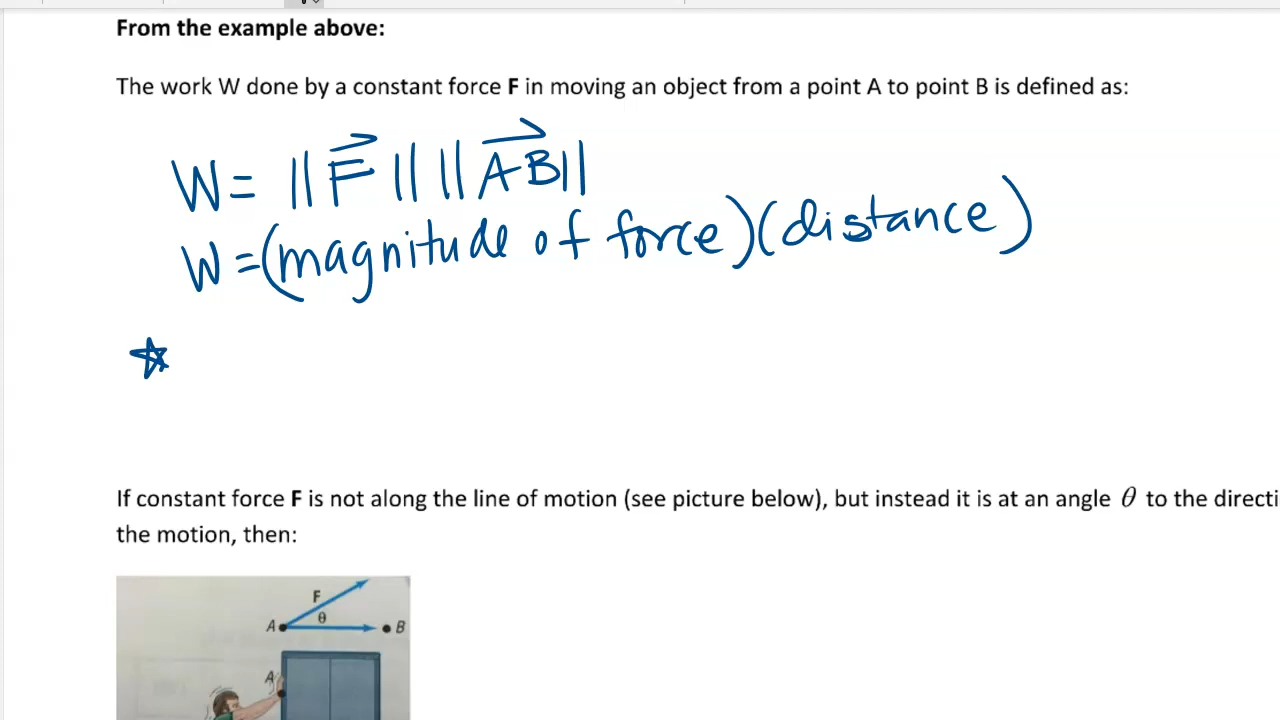 From the example above:
The work W done by a constant force F in moving an object from a point A to point B is defined as:
W = ||F⃗|| ||AB⃗||
W = (magnitude of force)(distance)
If constant force F is not along the line of motion (see picture below), but instead it is at an angle θ to the directi
the motion, then:
F
θ
A
B
A